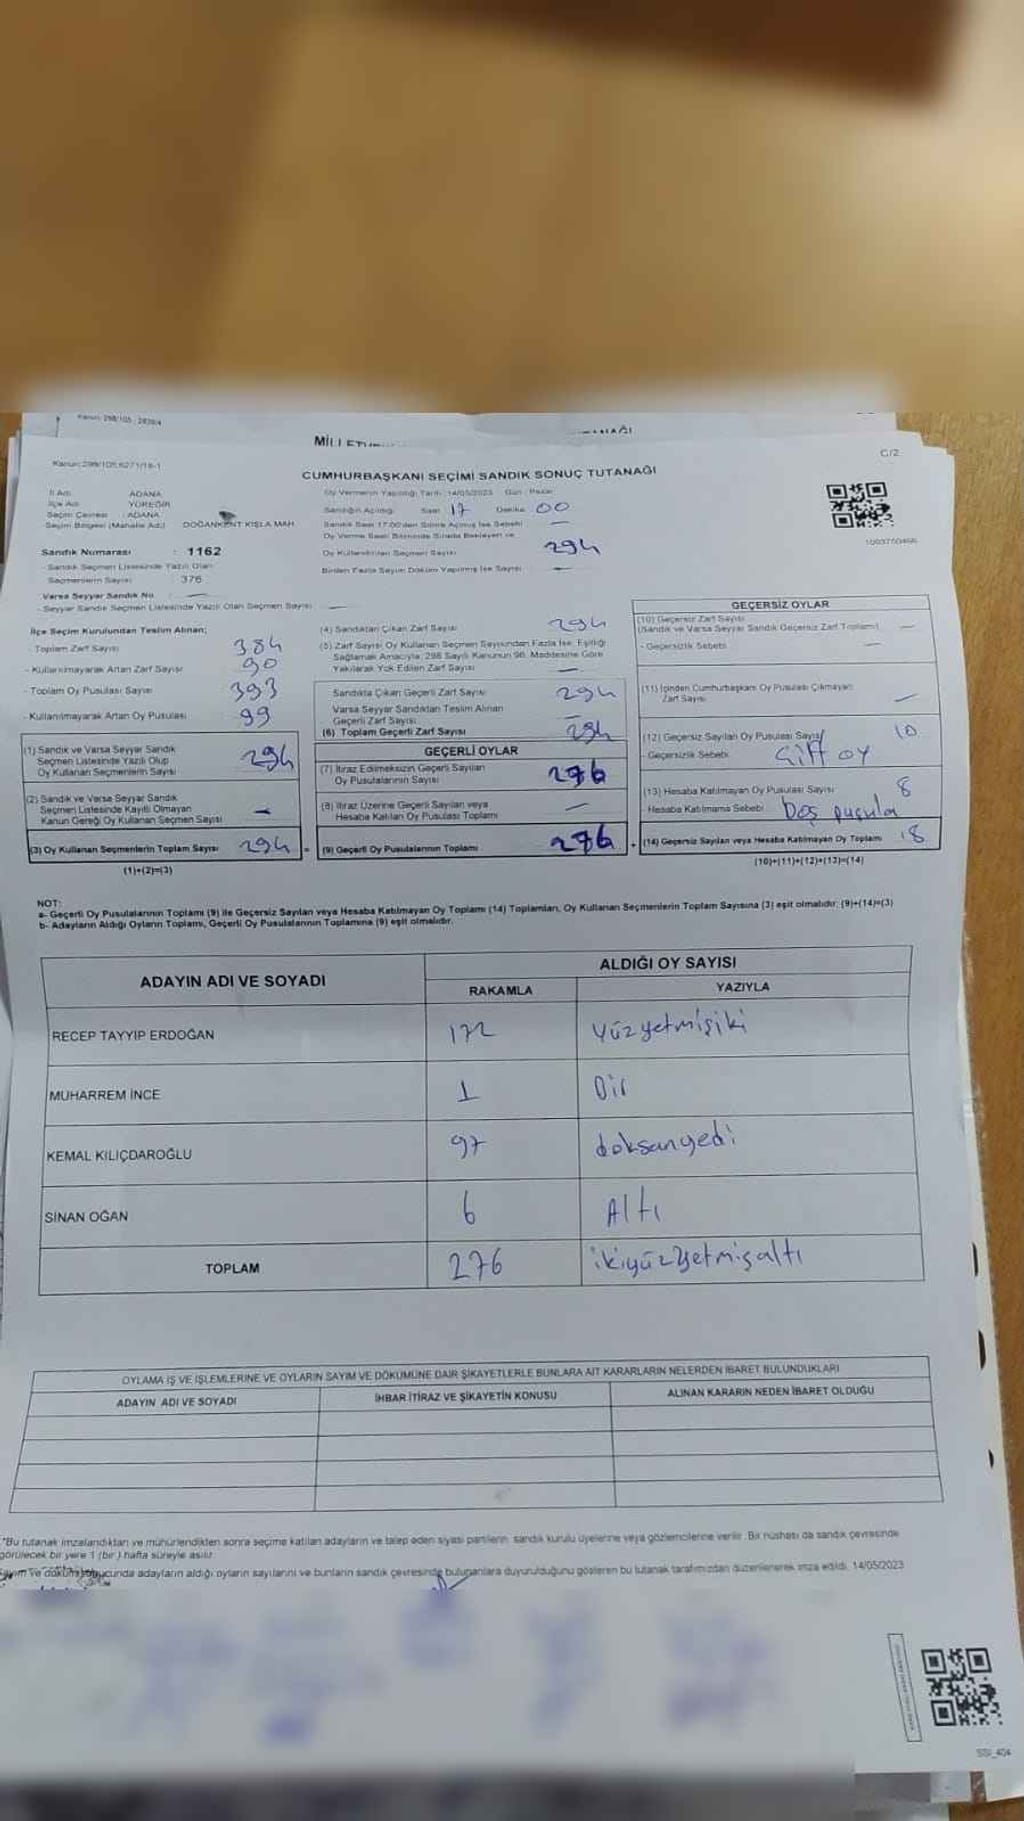 Kanun: 298/105
MİLLETV
ANAĞI
Kanun:298/105;6271/18-1
C/2
CUMHURBAŞKANI SEÇİMİ SANDIK SONUÇ TUTANAĞI
İl Adı ADANA
İlçe Adı YÜREĞİR
Seçim Çevresi : ADANA
Seçim Bölgesi (Mahalle Adı) DOĞANKENT KIŞLA MAH
Sandık Numarası : 1162
- Sandık Seçmen Listesinde Yazılı Olan
Seçmenlerin Sayısı : 376
Varsa Seyyar Sandık No : —
- Seyyar Sandık Seçmen Listesinde Yazılı Olan Seçmen Sayısı : —
Oy Vermenin Yapıldığı Tarih : 14/05/2023 Gün : Pazar
Sandığın Açıldığı Saat 17 Dakika 00
Sandık Saat 17:00'den Sonra Açılmış İse Sebebi —
Oy Verme Saati Bitiminde Sırada Bekleyen ve
Oy Kullandırılan Seçmen Sayısı 294
Birden Fazla Sayım Döküm Yapılmış İse Sayısı —
İlçe Seçim Kurulundan Teslim Alınan;
- Toplam Zarf Sayısı 384
- Kullanılmayarak Artan Zarf Sayısı 90
- Toplam Oy Pusulası Sayısı 393
- Kullanılmayarak Artan Oy Pusulası 99
(1) Sandık ve Varsa Seyyar Sandık
Seçmen Listesinde Yazılı Olup
Oy Kullanan Seçmenlerin Sayısı 294
(2) Sandık ve Varsa Seyyar Sandık
Seçmen Listesinde Kayıtlı Olmayan
Kanun Gereği Oy Kullanan Seçmen Sayısı —
(3) Oy Kullanan Seçmenlerin Toplam Sayısı 294 =
(1)+(2)=(3)
(4) Sandıktan Çıkan Zarf Sayısı 294
(5) Zarf Sayısı Oy Kullanan Seçmen Sayısından Fazla İse, Eşitliği
Sağlamak Amacıyla, 298 Sayılı Kanunun 98. Maddesine Göre
Yakılarak Yok Edilen Zarf Sayısı —
Sandıkta Çıkan Geçerli Zarf Sayısı 294
Varsa Seyyar Sandıktan Teslim Alınan
Geçerli Zarf Sayısı —
(6) Toplam Geçerli Zarf Sayısı 294
GEÇERLİ OYLAR
(7) İtiraz Edilmeksizin Geçerli Sayılan
Oy Pusulalarının Sayısı 276
(8) İtiraz Üzerine Geçerli Sayılan veya
Hesaba Katılan Oy Pusulası Toplamı —
(9) Geçerli Oy Pusulalarının Toplamı 276 +
GEÇERSİZ OYLAR
(10) Geçersiz Zarf Sayısı
(Sandık ve Varsa Seyyar Sandık Geçersiz Zarf Toplamı) —
- Geçersizlik Sebebi —
(11) İçinden Cumhurbaşkanı Oy Pusulası Çıkmayan
Zarf Sayısı —
(12) Geçersiz Sayılan Oy Pusulası Sayısı 10
- Geçersizlik Sebebi çift oy
(13) Hesaba Katılmayan Oy Pusulası Sayısı 8
Hesaba Katılmama Sebebi boş pusula
(14) Geçersiz Sayılan veya Hesaba Katılmayan Oy Toplamı 18
(10)+(11)+(12)+(13)=(14)
NOT:
a- Geçerli Oy Pusulalarının Toplamı (9) ile Geçersiz Sayılan veya Hesaba Katılmayan Oy Toplamı (14) Toplamları, Oy Kullanan Seçmenlerin Toplam Sayısına (3) eşit olmalıdır; (9)+(14)=(3)
b- Adayların Aldığı Oyların Toplamı, Geçerli Oy Pusulalarının Toplamına (9) eşit olmalıdır.
ADAYIN ADI VE SOYADI ALDIĞI OY SAYISI
RAKAMLA YAZIYLA
RECEP TAYYIP ERDOĞAN 172 Yüzyetmişiki
MUHARREM İNCE 1 Bir
KEMAL KILIÇDAROĞLU 97 doksanyedi
SİNAN OĞAN 6 Altı
TOPLAM 276 ikiyüzyetmişaltı
OYLAMA İŞ VE İŞLEMLERİNE VE OYLARIN SAYIM VE DÖKÜMÜNE DAİR ŞİKAYETLERLE BUNLARA AİT KARARLARIN NELERDEN İBARET BULUNDUKLARI
ADAYIN ADI VE SOYADI İHBAR İTİRAZ VE ŞİKAYETİN KONUSU ALINAN KARARIN NEDEN İBARET OLDUĞU
*Bu tutanak imzalandıktan ve mühürlendikten sonra seçime katılan adayların ve talep eden siyasi partilerin sandık kurulu üyelerine veya gözlemcilerine verilir. Bir nüshası da sandık çevresinde
görülecek bir yere 1 (bir) hafta süreyle asılır.
Sayım ve döküm sonucunda adayların aldığı oyların sayılarını ve bunların sandık çevresinde bulunanlara duyurulduğunu gösteren bu tutanak tarafımızdan düzenlenerek imza edildi. 14/05/2023
SSI_404